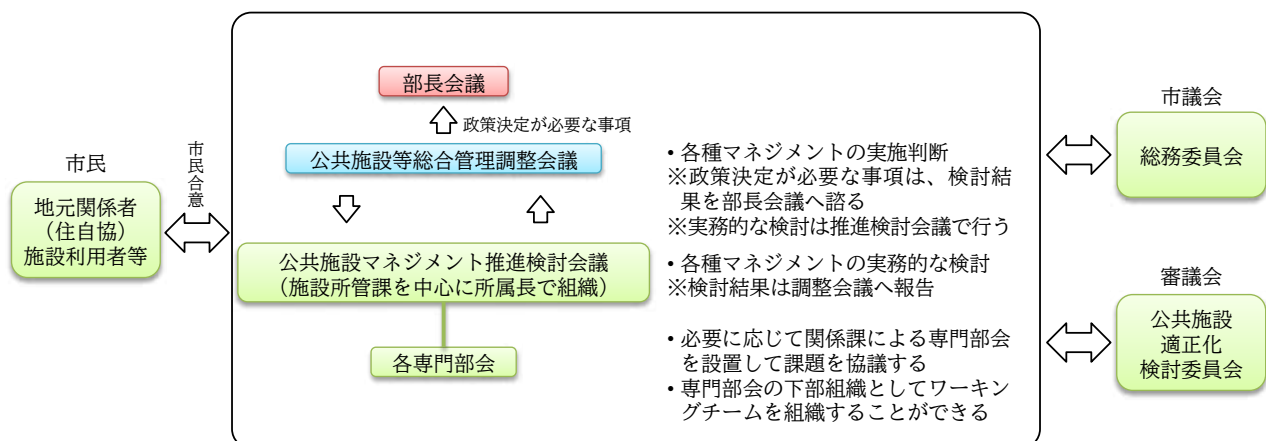 市民
地元関係者
（住自協）
施設利用者等
市民合意
部長会議
政策決定が必要な事項
公共施設等総合管理調整会議
公共施設マネジメント推進検討会議
（施設所管課を中心に所属長で組織）
各専門部会
• 各種マネジメントの実施判断
※政策決定が必要な事項は、検討結
果を部長会議へ諮る
※実務的な検討は推進検討会議で行う
• 各種マネジメントの実務的な検討
※検討結果は調整会議へ報告
• 必要に応じて関係課による専門部会
を設置して課題を協議する
• 専門部会の下部組織としてワーキン
グチームを組織することができる
市議会
総務委員会
審議会
公共施設
適正化
検討委員会